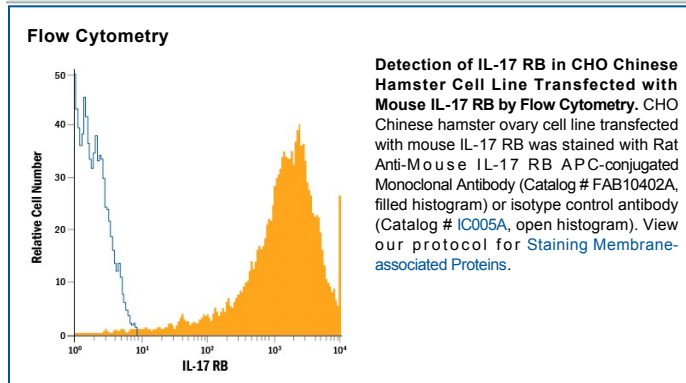 Flow Cytometry
Relative Cell Number
50
40
30
20
10
0
10⁰ 10¹ 10² 10³ 10⁴
IL-17 RB
Detection of IL-17 RB in CHO Chinese
Hamster Cell Line Transfected with
Mouse IL-17 RB by Flow Cytometry. CHO
Chinese hamster ovary cell line transfected
with mouse IL-17 RB was stained with Rat
Anti-Mouse IL-17 RB APC-conjugated
Monoclonal Antibody (Catalog # FAB10402A,
filled histogram) or isotype control antibody
(Catalog # IC005A, open histogram). View
our protocol for Staining Membrane-
associated Proteins.